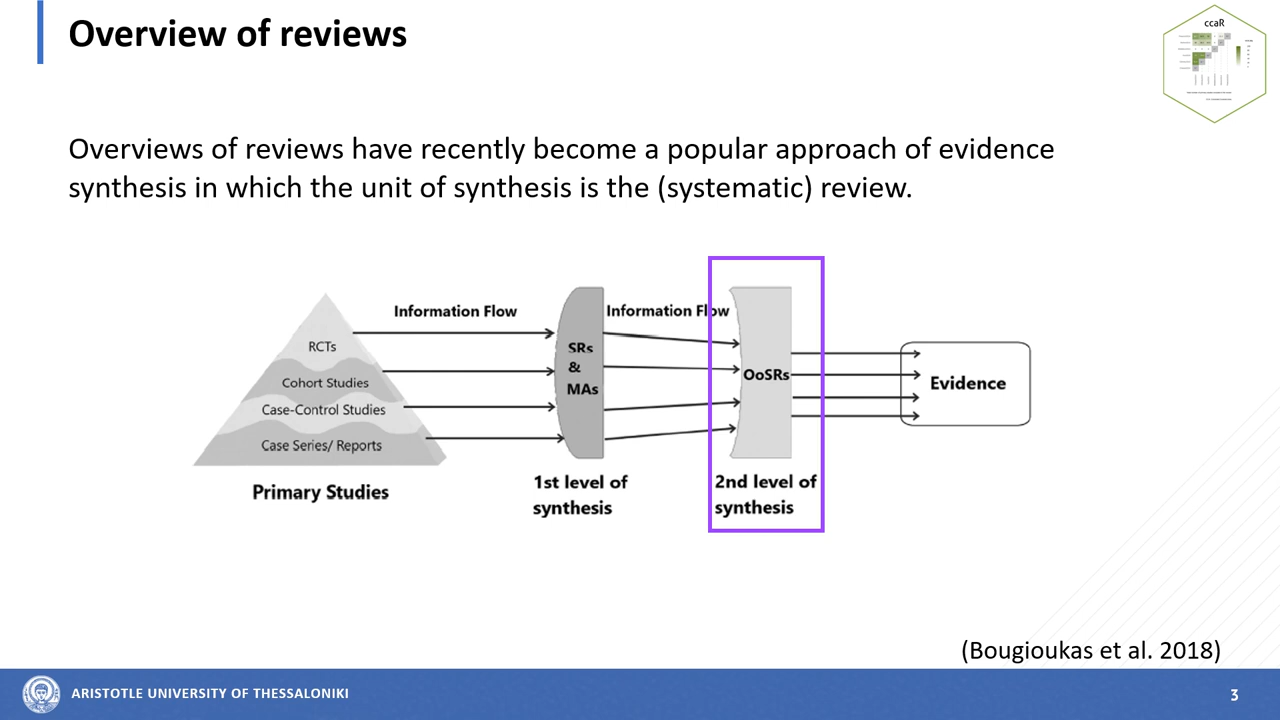 Overview of reviews
ccaR
Overviews of reviews have recently become a popular approach of evidence
synthesis in which the unit of synthesis is the (systematic) review.
Information Flow
Information Flow
RCTs
Cohort Studies
Case-Control Studies
Case Series/ Reports
Primary Studies
SRs
&
MAs
1st level of
synthesis
OoSRs
2nd level of
synthesis
Evidence
(Bougioukas et al. 2018)
ARISTOTLE UNIVERSITY OF THESSALONIKI
3